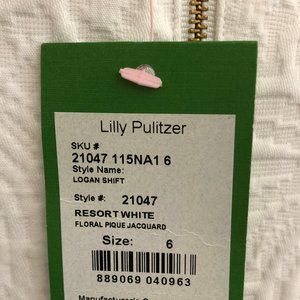 Lilly Pulitzer
SKU #
21047 115NA1 6
Style Name:
LOGAN SHIFT
Style #: 21047
RESORT WHITE
FLORAL PIQUE JACQUARD
Size: 6
889069 040963